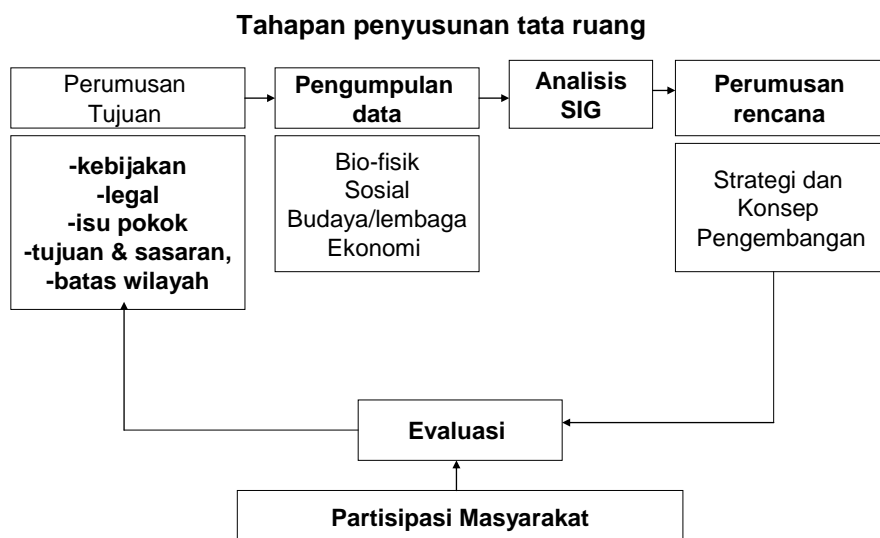 Tahapan penyusunan tata ruang
Perumusan
Tujuan
-kebijakan
-legal
-isu pokok
-tujuan & sasaran,
-batas wilayah
Pengumpulan
data
Bio-fisik
Sosial
Budaya/lembaga
Ekonomi
Analisis
SIG
Perumusan
rencana
Strategi dan
Konsep
Pengembangan
Evaluasi
Partisipasi Masyarakat